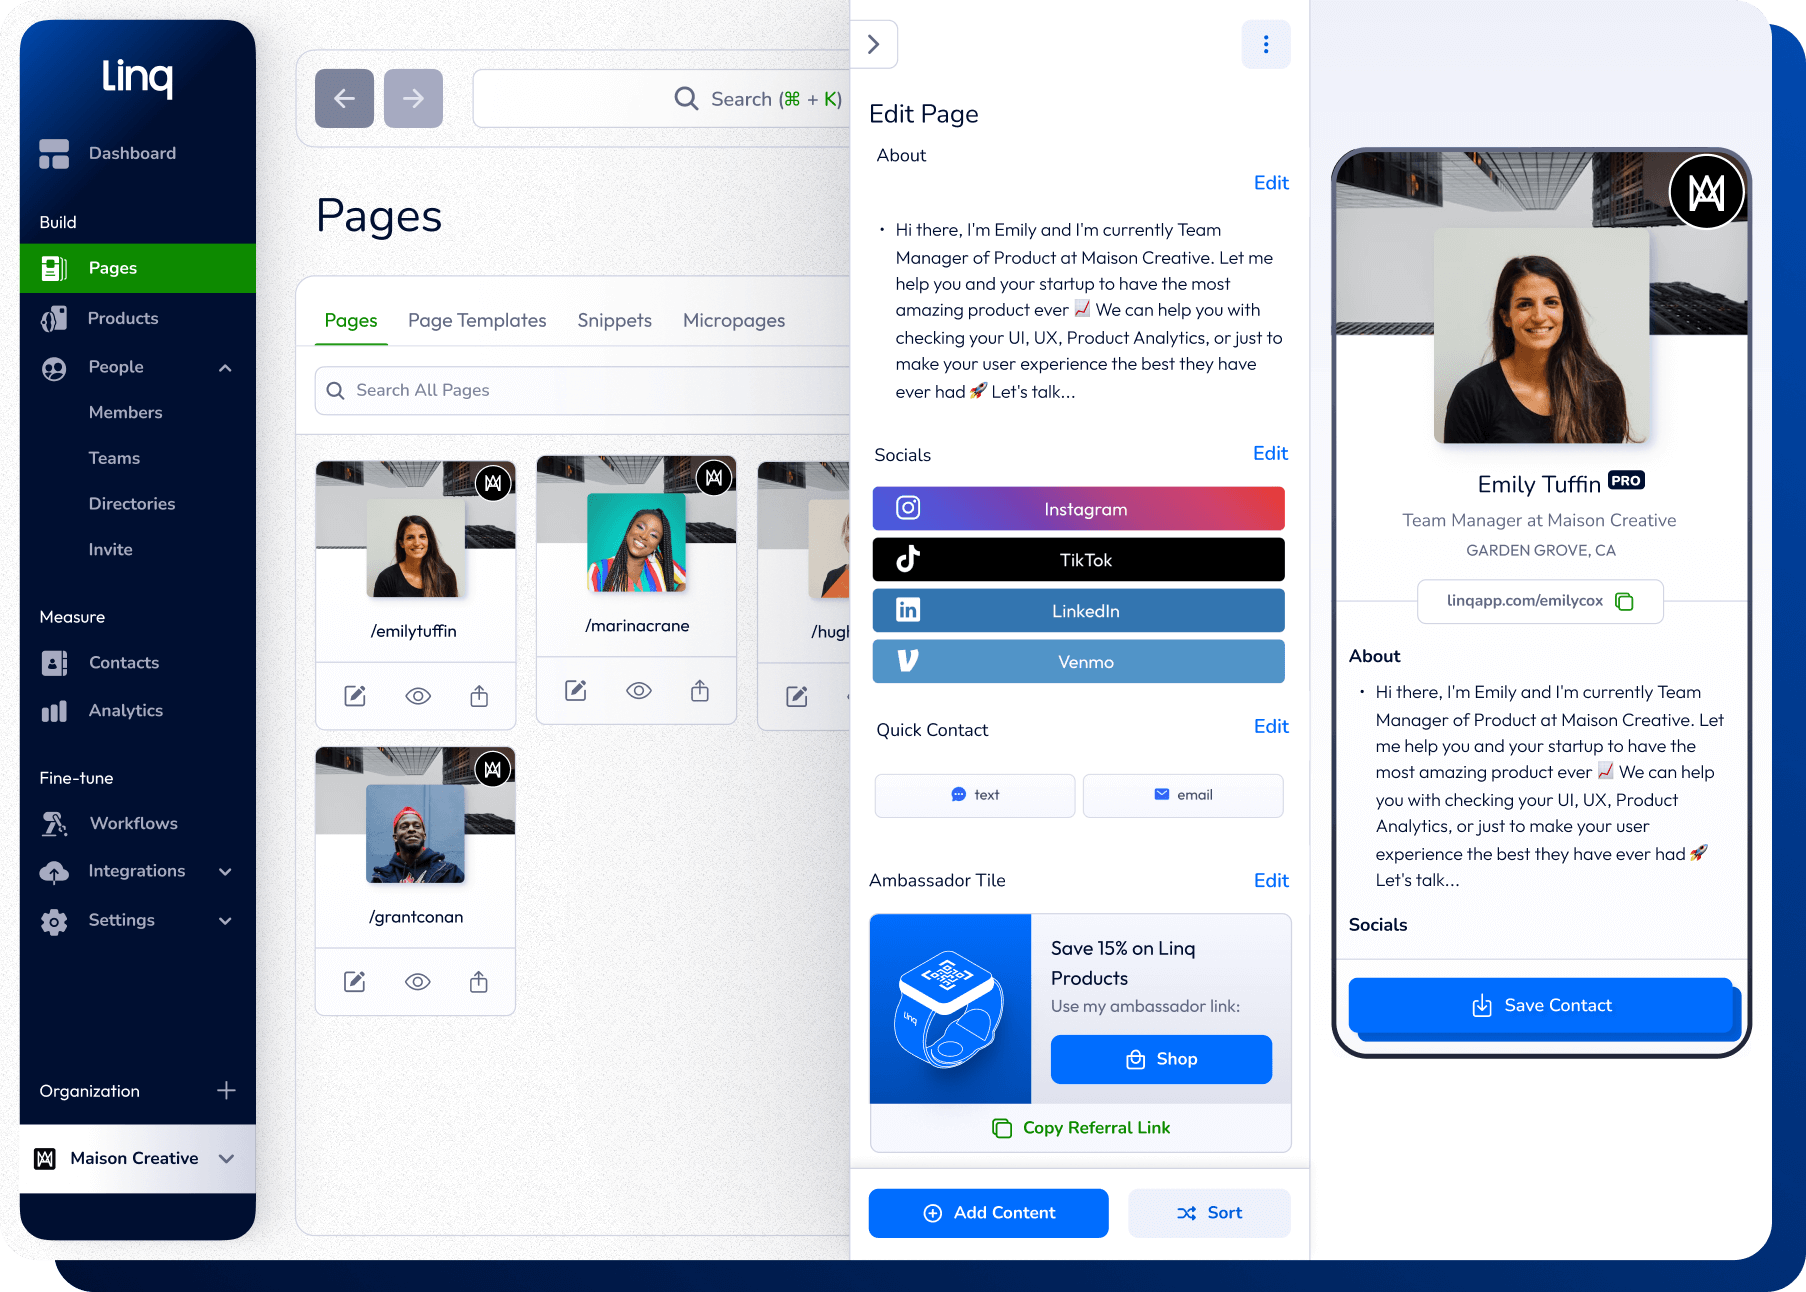 Linq
Dashboard
Build
Pages
Products
People
Members
Teams
Directories
Invite
Measure
Contacts
Analytics
Fine-tune
Workflows
Integrations
Settings
Organization
Maison Creative
Search (⌘ + K)
Pages
Pages
Page Templates
Snippets
Micropages
Search All Pages
/emilytuffin
/marinacrane
/hugh
/grantconan
Edit Page
About
Edit
• Hi there, I'm Emily and I'm currently Team
Manager of Product at Maison Creative. Let me
help you and your startup to have the most
amazing product ever 📈 We can help you with
checking your UI, UX, Product Analytics, or just to
make your user experience the best they have
ever had 🚀 Let's talk...
Socials
Edit
Instagram
TikTok
LinkedIn
Venmo
Quick Contact
Edit
text
email
Ambassador Tile
Edit
linq
Save 15% on Linq
Products
Use my ambassador link:
Shop
Copy Referral Link
Add Content
Sort
Emily Tuffin PRO
Team Manager at Maison Creative
GARDEN GROVE, CA
linqapp.com/emilycox
About
• Hi there, I'm Emily and I'm currently Team
Manager of Product at Maison Creative. Let
me help you and your startup to have the
most amazing product ever 📈 We can help
you with checking your UI, UX, Product
Analytics, or just to make your user
experience the best they have ever had 🚀
Let's talk...
Socials
Save Contact